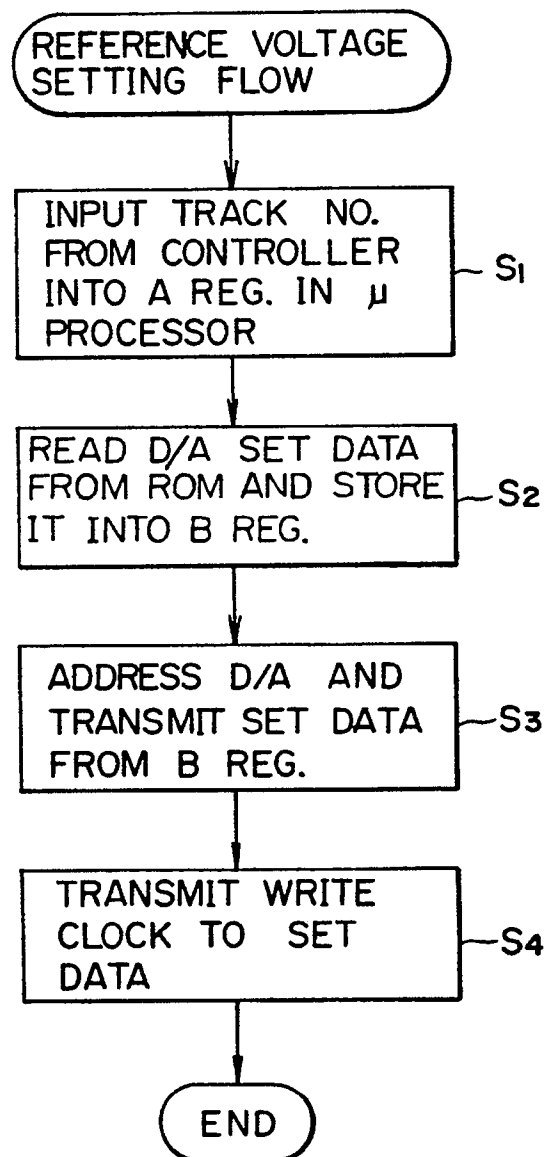 REFERENCE VOLTAGE
SETTING FLOW
INPUT TRACK NO.
FROM CONTROLLER
INTO A REG. IN μ
PROCESSOR
S1
READ D/A SET DATA
FROM ROM AND STORE
IT INTO B REG.
S2
ADDRESS D/A AND
TRANSMIT SET DATA
FROM B REG.
S3
TRANSMIT WRITE
CLOCK TO SET
DATA
S4
END